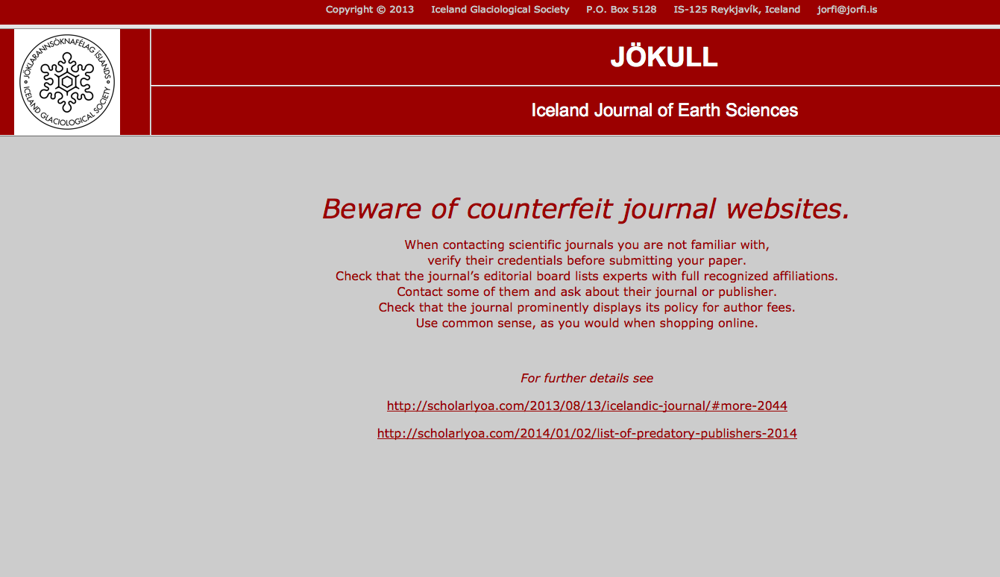 Copyright © 2013 Iceland Glaciological Society P.O. Box 5128 IS-125 Reykjavík, Iceland jorfi@jorfi.is
JÖKLARANNSÓKNAFÉLAG ÍSLANDS
ICELAND GLACIOLOGICAL SOCIETY
JÖKULL
Iceland Journal of Earth Sciences
Beware of counterfeit journal websites.
When contacting scientific journals you are not familiar with,
verify their credentials before submitting your paper.
Check that the journal’s editorial board lists experts with full recognized affiliations.
Contact some of them and ask about their journal or publisher.
Check that the journal prominently displays its policy for author fees.
Use common sense, as you would when shopping online.
For further details see
http://scholarlyoa.com/2013/08/13/icelandic-journal/#more-2044
http://scholarlyoa.com/2014/01/02/list-of-predatory-publishers-2014